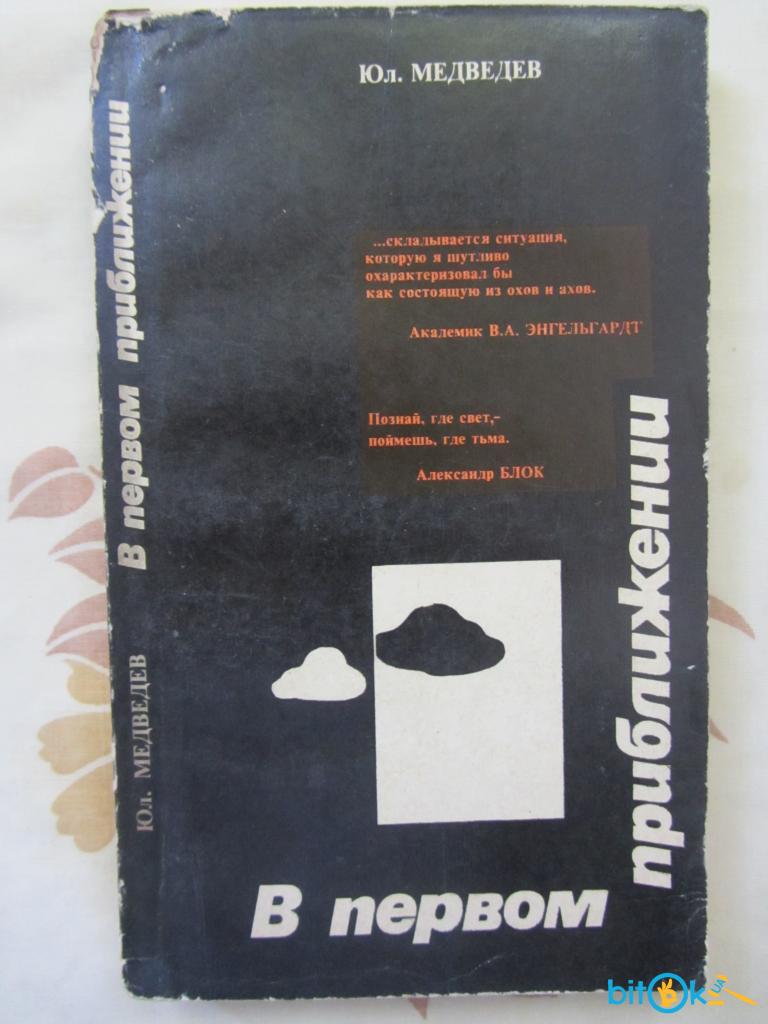 Юл. МЕДВЕДЕВ
...складывается ситуация,
которую я шутливо
охарактеризовал бы
как состоящую из охов и ахов.
Академик В.А. ЭНГЕЛЬГАРДТ
Познай, где свет,-
поймешь, где тьма.
Александр БЛОК
В первом
приближении
Юл. МЕДВЕДЕВ
В первом приближении
bitOk.UA